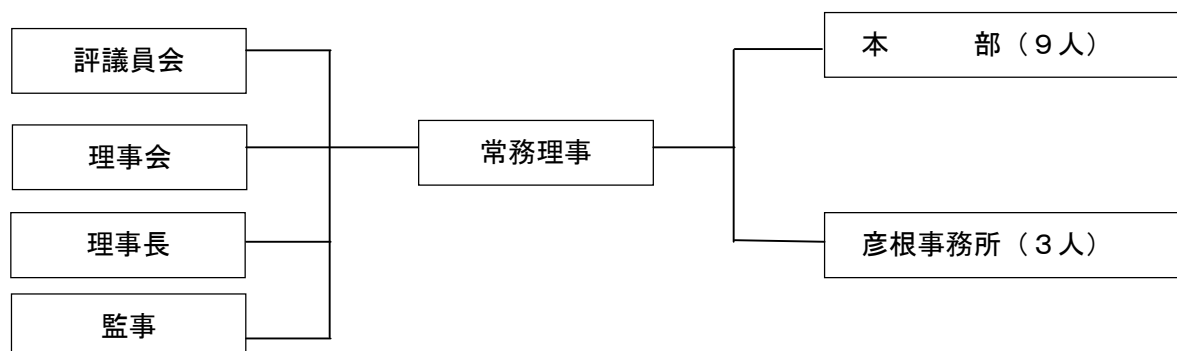 評議員会
理事会
理事長
監事
常務理事
本　　　部（９人）
彦根事務所（３人）